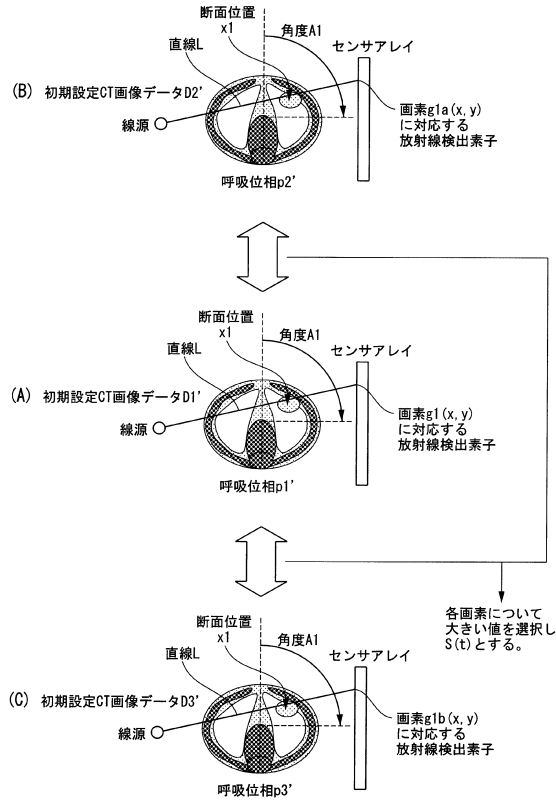 断面位置
x1
角度A1
直線L
センサアレイ
(B) 初期設定CT画像データD2'
線源
画素g1a(x,y)
に対応する
放射線検出素子
呼吸位相p2'
断面位置
x1
角度A1
直線L
センサアレイ
(A) 初期設定CT画像データD1'
線源
画素g1(x,y)
に対応する
放射線検出素子
呼吸位相p1'
各画素について
大きい値を選択し
S(t)とする。
断面位置
x1
角度A1
直線L
センサアレイ
(C) 初期設定CT画像データD3'
線源
画素g1b(x,y)
に対応する
放射線検出素子
呼吸位相p3'